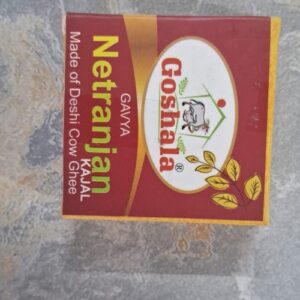 Goshala®
GAVYA
Netranjan
KAJAL
Made of Deshi Cow Ghee